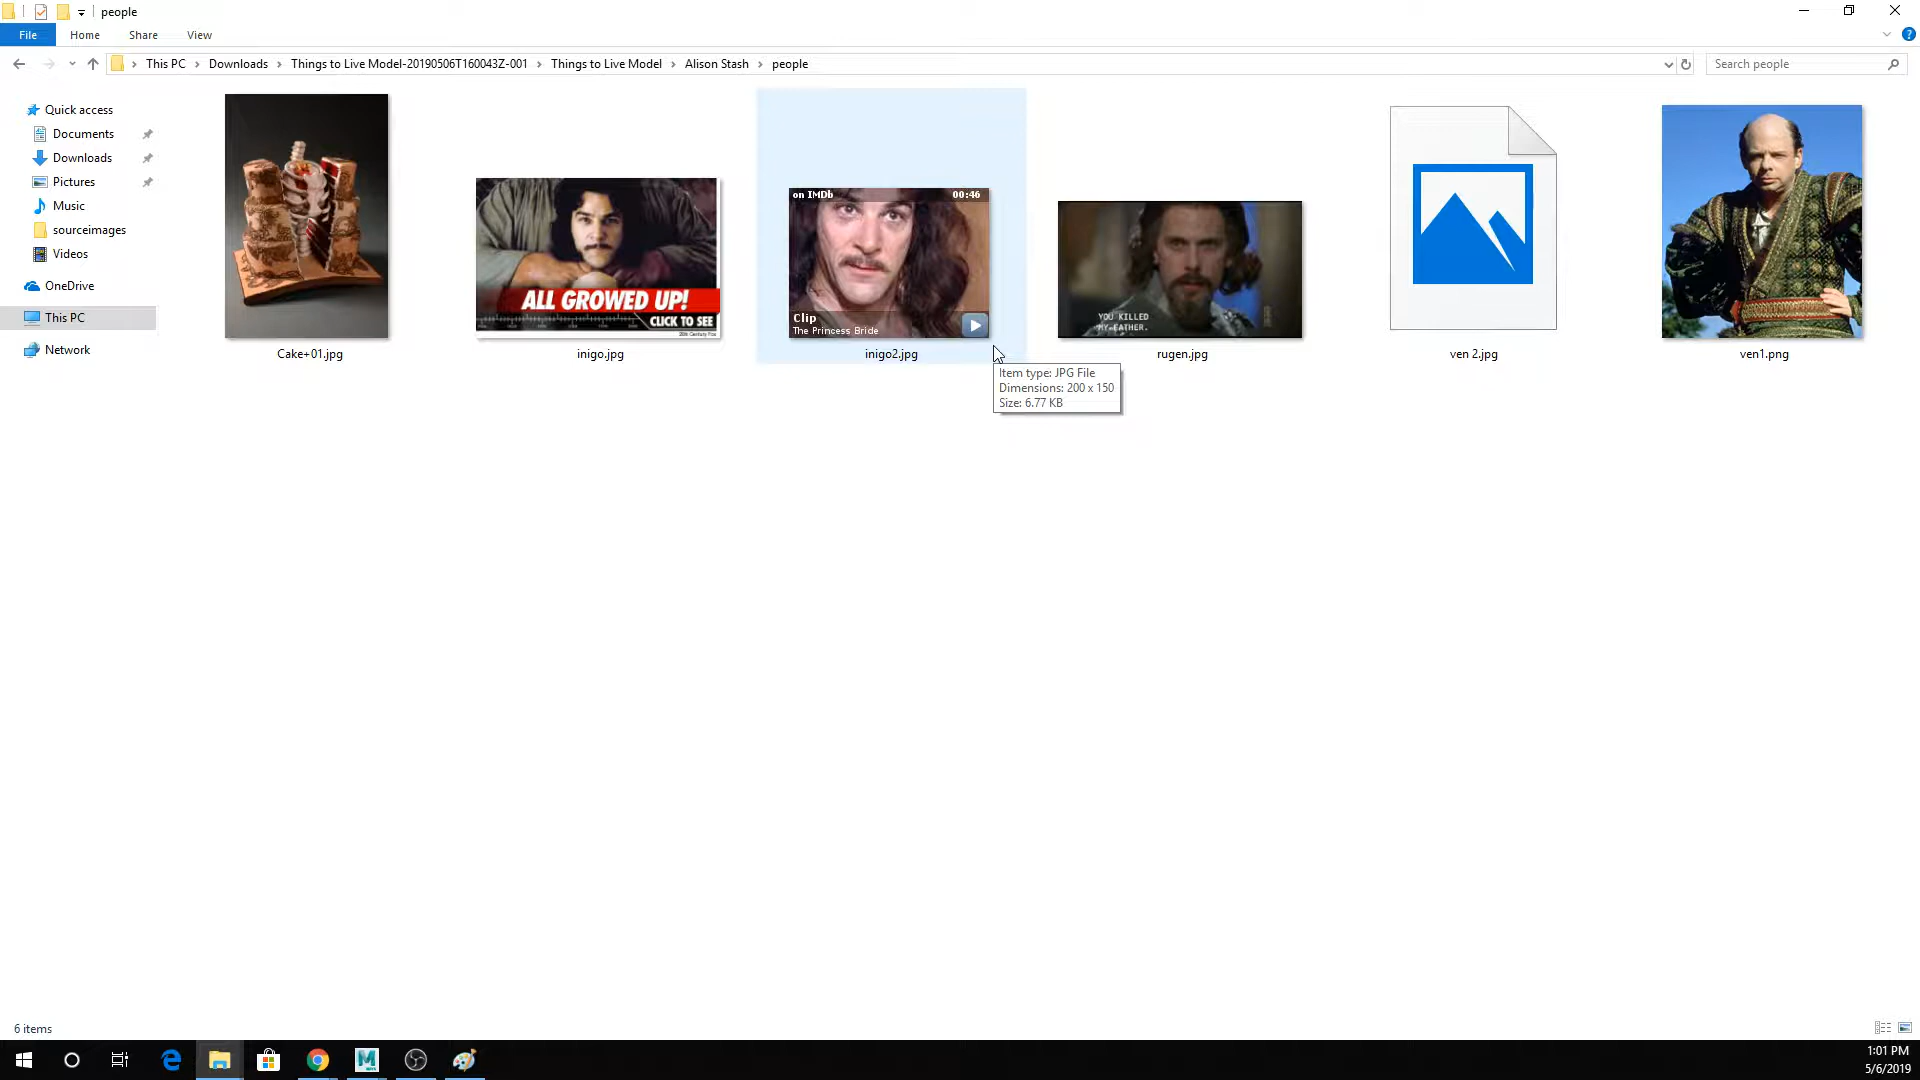 people
File Home Share View
This PC Downloads Things to Live Model-20190506T160043Z-001 Things to Live Model Alison Stash people
Search people
Quick access
Documents
Downloads
Pictures
Music
sourceimages
Videos
OneDrive
This PC
Network
ALL GROWED UP!
CLICK TO SEE
on IMDb 00:46
Clip
The Princess Bride
YOU KILLED
MY FATHER.
Cake+01.jpg inigo.jpg inigo2.jpg rugen.jpg ven 2.jpg ven1.png
Item type: JPG File
Dimensions: 200 x 150
Size: 6.77 KB
6 items
1:01 PM
5/6/2019